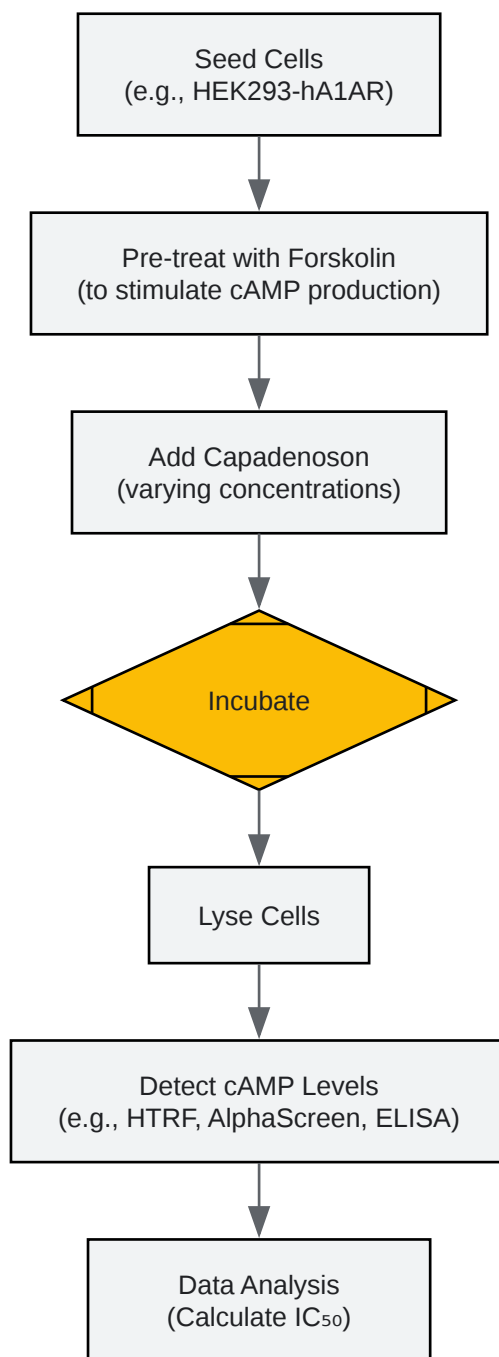 Seed Cells
(e.g., HEK293-hA1AR)
Pre-treat with Forskolin
(to stimulate cAMP production)
Add Capadenoson
(varying concentrations)
Incubate
Lyse Cells
Detect cAMP Levels
(e.g., HTRF, AlphaScreen, ELISA)
Data Analysis
(Calculate IC₅₀)